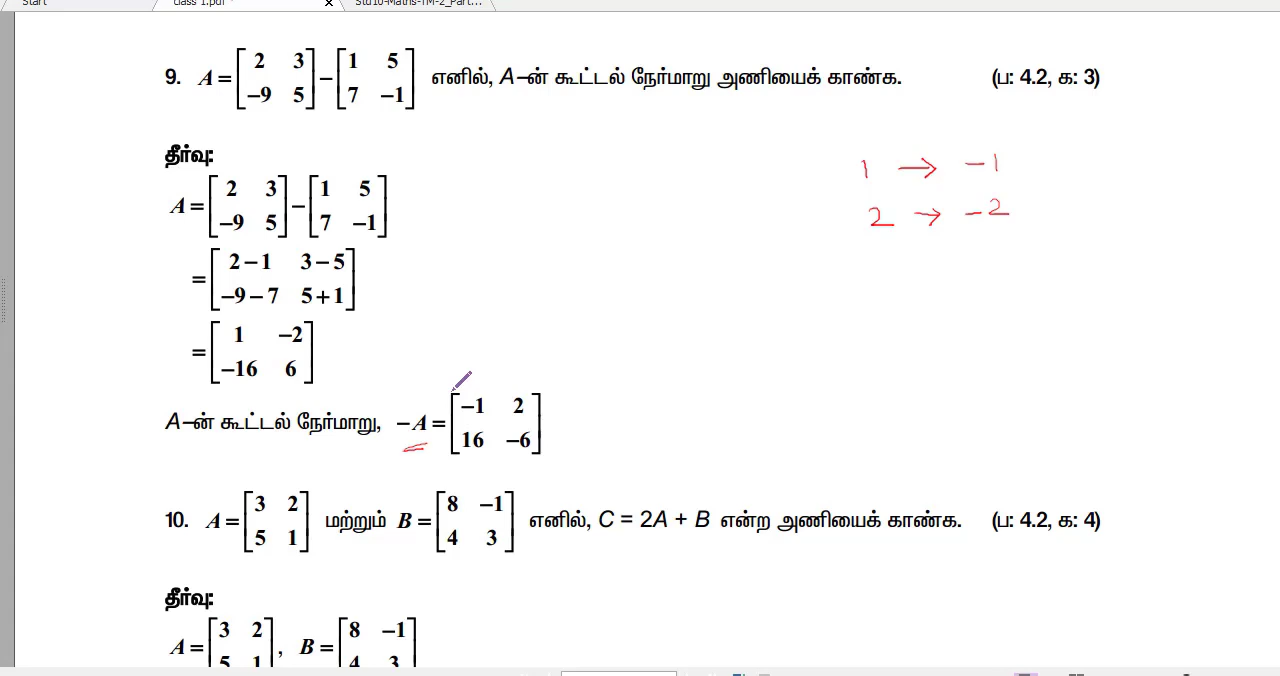 Start class 1.pdf * x Std10-Maths-TM-2_Part...
9. A = [2 3 −9 5] − [1 5 7 −1] எனில், A−ன் கூட்டல் நேர்மாறு அணியைக் காண்க. (ப: 4.2, க: 3)
தீர்வு:
1 → −1
A = [2 3 −9 5] − [1 5 7 −1]
2 → −2
= [2−1 3−5 −9−7 5+1]
= [1 −2 −16 6]
A−ன் கூட்டல் நேர்மாறு, −A = [−1 2 16 −6]
10. A = [3 2 5 1] மற்றும் B = [8 −1 4 3] எனில், C = 2A + B என்ற அணியைக் காண்க. (ப: 4.2, க: 4)
தீர்வு:
A = [3 2 5 1], B = [8 −1 4 3]